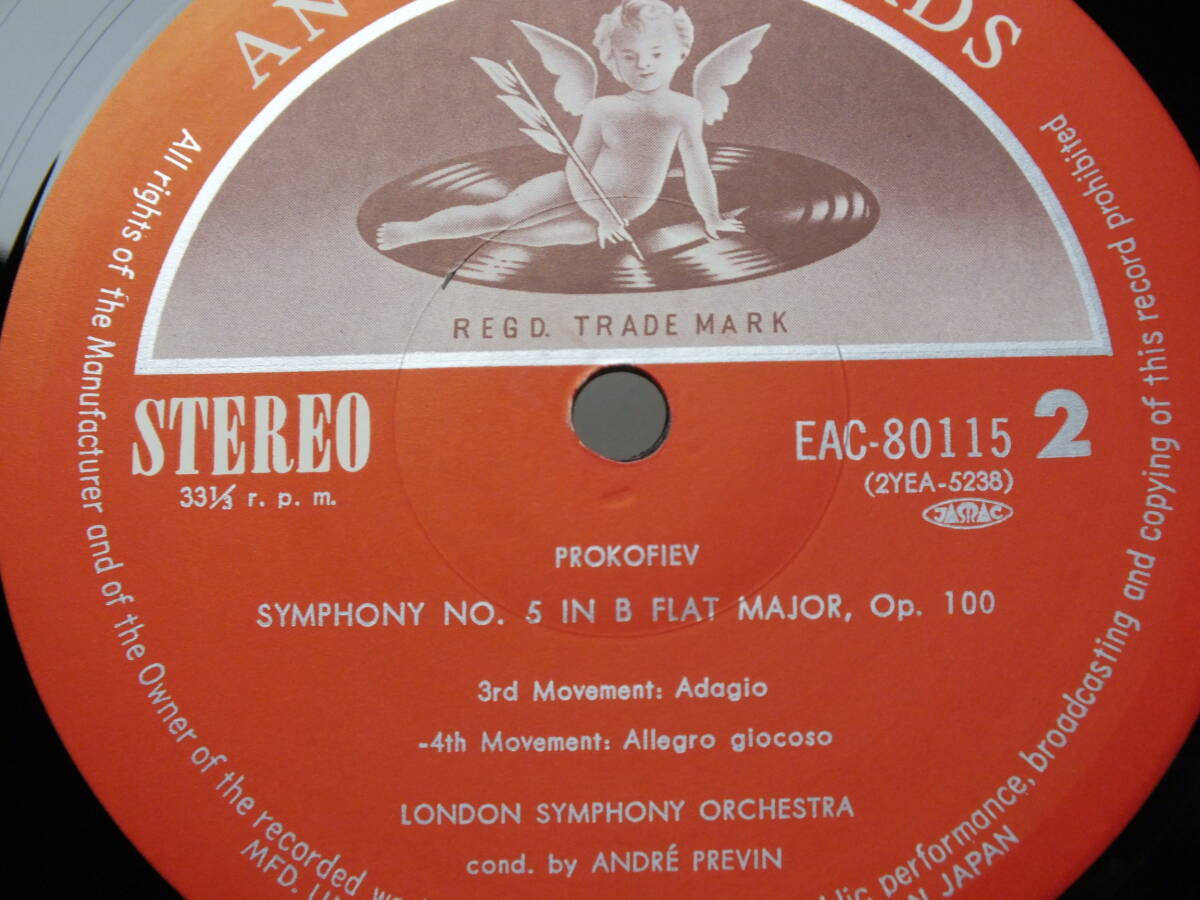 REGD. TRADE MARK
STEREO
33⅓ r. p. m.
EAC-80115 2
(2YEA-5238)
JASRAC
PROKOFIEV
SYMPHONY NO. 5 IN B FLAT MAJOR, Op. 100
3rd Movement: Adagio
-4th Movement: Allegro giocoso
LONDON SYMPHONY ORCHESTRA
cond. by ANDRÉ PREVIN
All rights of the Manufacturer and of the Owner of the recorded
performance, broadcasting and copying of this record prohibited
MFD.
JAPAN